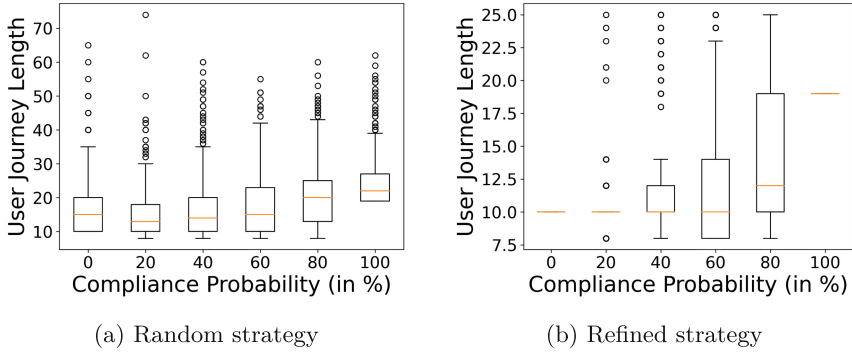 70
60
50
40
30
20
10
User Journey Length
0 20 40 60 80 100
Compliance Probability (in %)
(a) Random strategy
25.0
22.5
20.0
17.5
15.0
12.5
10.0
7.5
User Journey Length
0 20 40 60 80 100
Compliance Probability (in %)
(b) Refined strategy